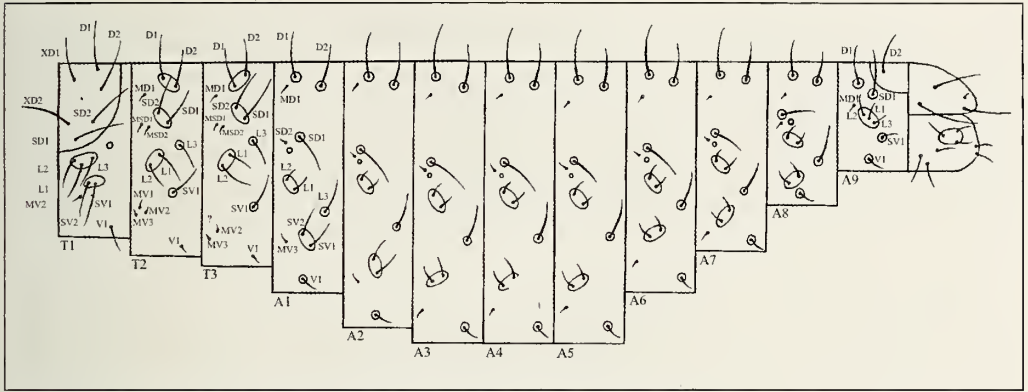 XD1 D1 D2
XD2
SD2
SD1
L2 L3
L1
MV2
SV1
SV2
V1
T1
D1 D2
MD1
SD2
SD1
MSD1
MSD2
L3
L1
L2
MV1
SV1
MV2
MV3
V1
T2
D1 D2
MD1
SD2
SD1
MSD1
MSD2
L3
L1
L2
SV1
?
MV2
MV3
V1
T3
D1 D2
MD1
SD2 SD1
L2
L1
L3
SV2
MV3 SV1
V1
A1
A2
A3
A4
A5
A6
A7
A8
D1 D2
MD1 SD1
L2 L1
L3
SV1
V1
A9